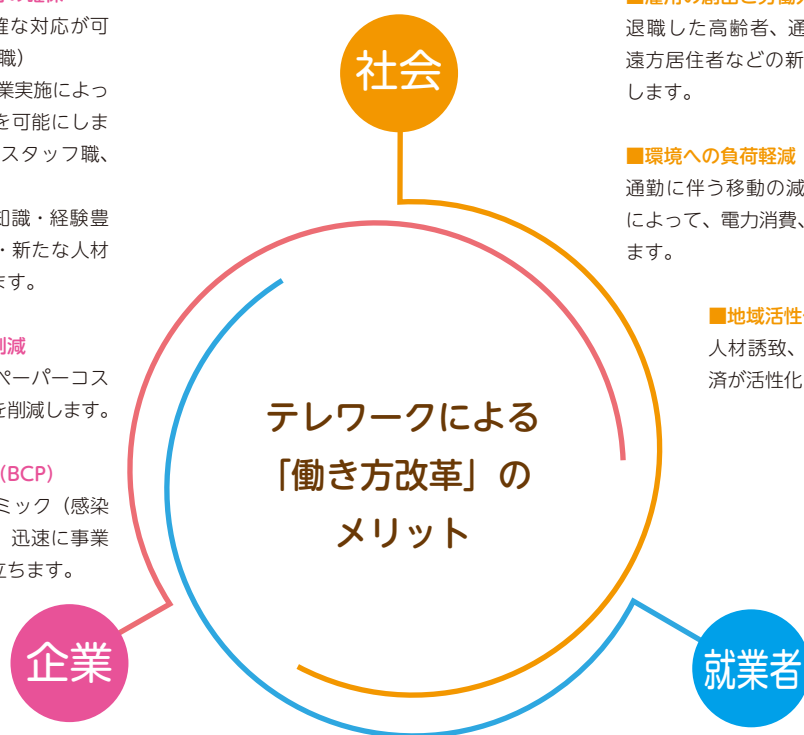 社会
確な対応が可
職）
業実施によっ
を可能にしま
スタッフ職、
知識・経験豊
・新たな人材
ます。
削減
ペーパーコス
を削減します。
(BCP)
ミック（感染
迅速に事業
立ちます。
企業
テレワークによる
「働き方改革」の
メリット
退職した高齢者、通
遠方居住者などの新
します。
■環境への負荷軽減
通勤に伴う移動の減
によって、電力消費、
ます。
■地域活性
人材誘致、
済が活性化
就業者